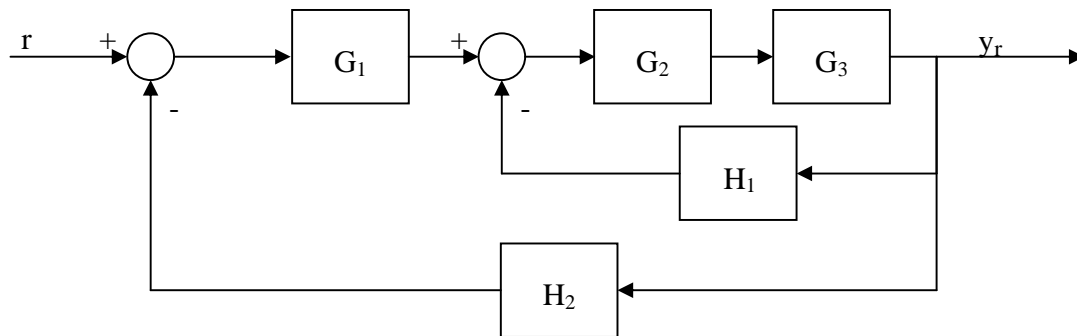 r + G₁ + G₂ G₃ yᵣ
- -
H₁
H₂